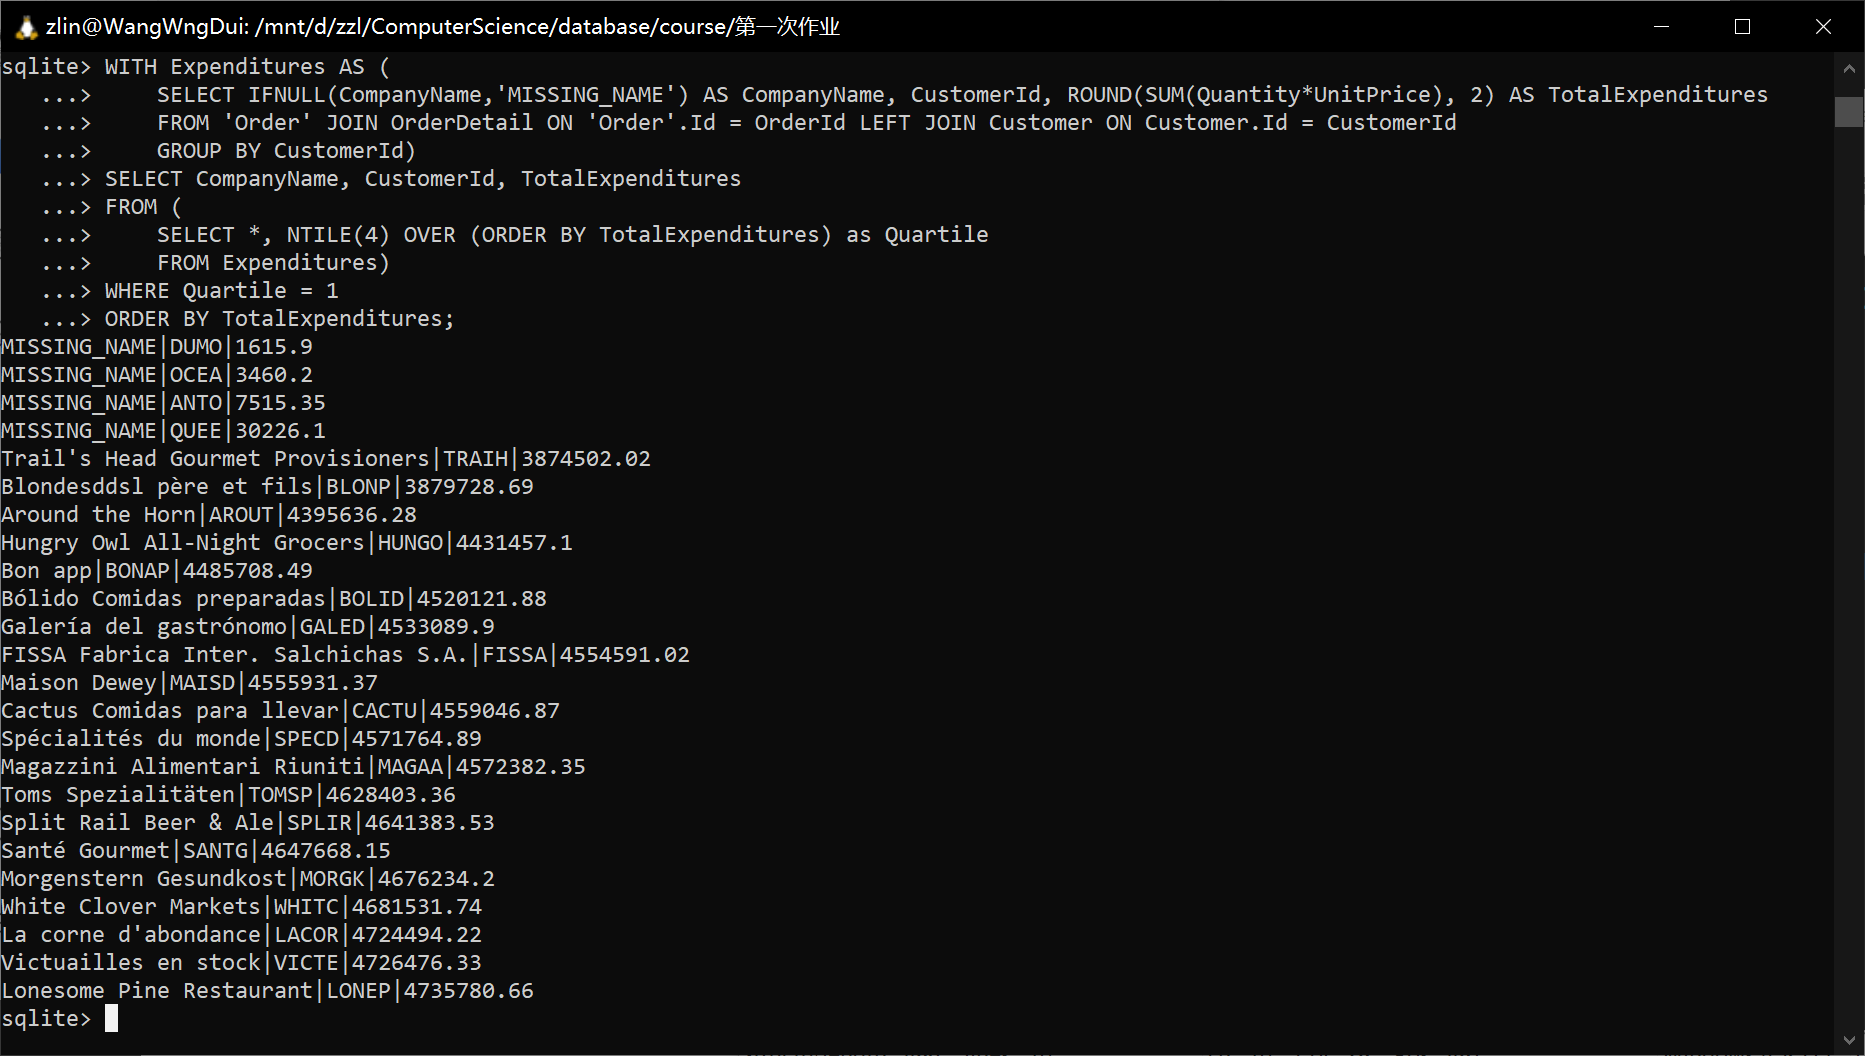 zlin@WangWngDui: /mnt/d/zzl/ComputerScience/database/course/第一次作业
sqlite> WITH Expenditures AS (
   ...>     SELECT IFNULL(CompanyName,'MISSING_NAME') AS CompanyName, CustomerId, ROUND(SUM(Quantity*UnitPrice), 2) AS TotalExpenditures
   ...>     FROM 'Order' JOIN OrderDetail ON 'Order'.Id = OrderId LEFT JOIN Customer ON Customer.Id = CustomerId
   ...>     GROUP BY CustomerId)
   ...> SELECT CompanyName, CustomerId, TotalExpenditures
   ...> FROM (
   ...>     SELECT *, NTILE(4) OVER (ORDER BY TotalExpenditures) as Quartile
   ...>     FROM Expenditures)
   ...> WHERE Quartile = 1
   ...> ORDER BY TotalExpenditures;
MISSING_NAME|DUMO|1615.9
MISSING_NAME|OCEA|3460.2
MISSING_NAME|ANTO|7515.35
MISSING_NAME|QUEE|30226.1
Trail's Head Gourmet Provisioners|TRAIH|3874502.02
Blondesddsl père et fils|BLONP|3879728.69
Around the Horn|AROUT|4395636.28
Hungry Owl All-Night Grocers|HUNGO|4431457.1
Bon app|BONAP|4485708.49
Bólido Comidas preparadas|BOLID|4520121.88
Galería del gastrónomo|GALED|4533089.9
FISSA Fabrica Inter. Salchichas S.A.|FISSA|4554591.02
Maison Dewey|MAISD|4555931.37
Cactus Comidas para llevar|CACTU|4559046.87
Spécialités du monde|SPECD|4571764.89
Magazzini Alimentari Riuniti|MAGAA|4572382.35
Toms Spezialitäten|TOMSP|4628403.36
Split Rail Beer & Ale|SPLIR|4641383.53
Santé Gourmet|SANTG|4647668.15
Morgenstern Gesundkost|MORGK|4676234.2
White Clover Markets|WHITC|4681531.74
La corne d'abondance|LACOR|4724494.22
Victuailles en stock|VICTE|4726476.33
Lonesome Pine Restaurant|LONEP|4735780.66
sqlite>